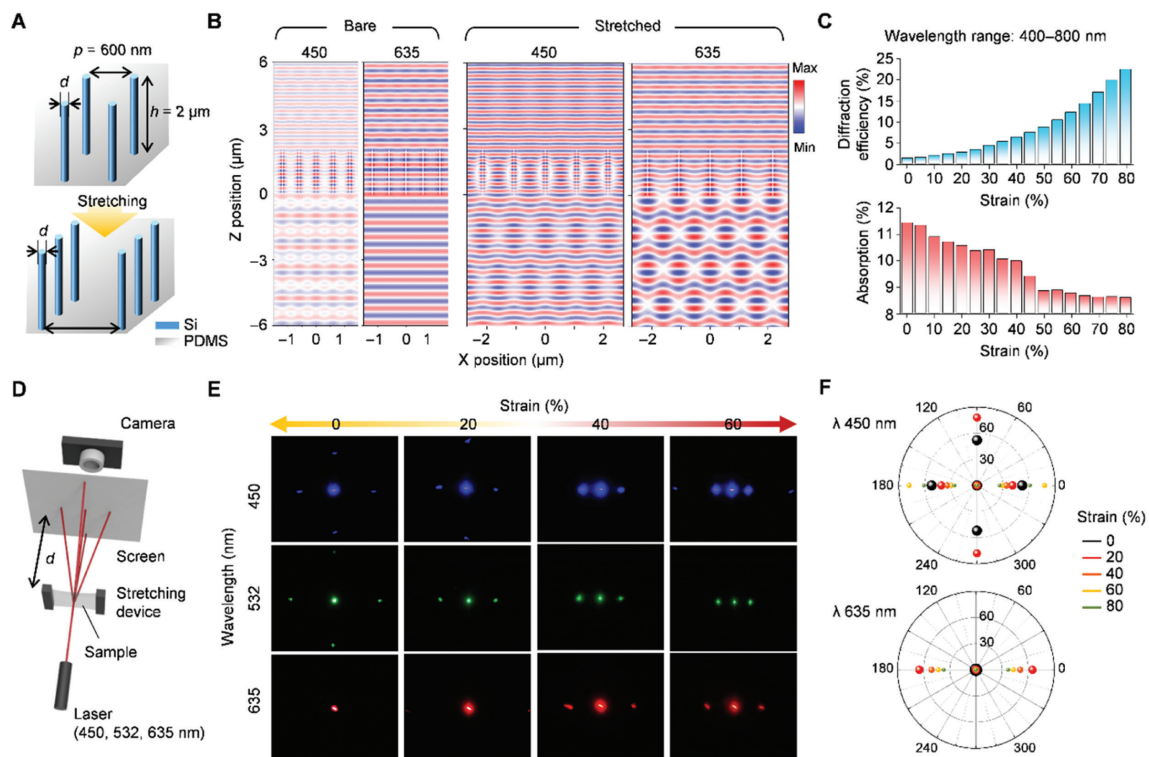 A
p = 600 nm
d
h = 2 μm
Stretching
d
Si
PDMS
B
Bare
Stretched
450
635
450
635
Max
Min
Z position (μm)
6
3
0
−3
−6
−1 0 1
−1 0 1
−2 0 2
−2 0 2
X position (μm)
C
Wavelength range: 400–800 nm
Diffraction
efficiency (%)
25
20
15
10
5
0
0 10 20 30 40 50 60 70 80
Strain (%)
Absorption (%)
12
11
10
9
8
0 10 20 30 40 50 60 70 80
Strain (%)
D
Camera
d
Screen
Stretching
device
Sample
Laser
(450, 532, 635 nm)
E
Strain (%)
0 20 40 60
Wavelength (nm)
450
532
635
F
λ 450 nm
120 60
60
30
180 0
240 300
λ 635 nm
120 60
60
30
180 0
240 300
Strain (%)
0
20
40
60
80